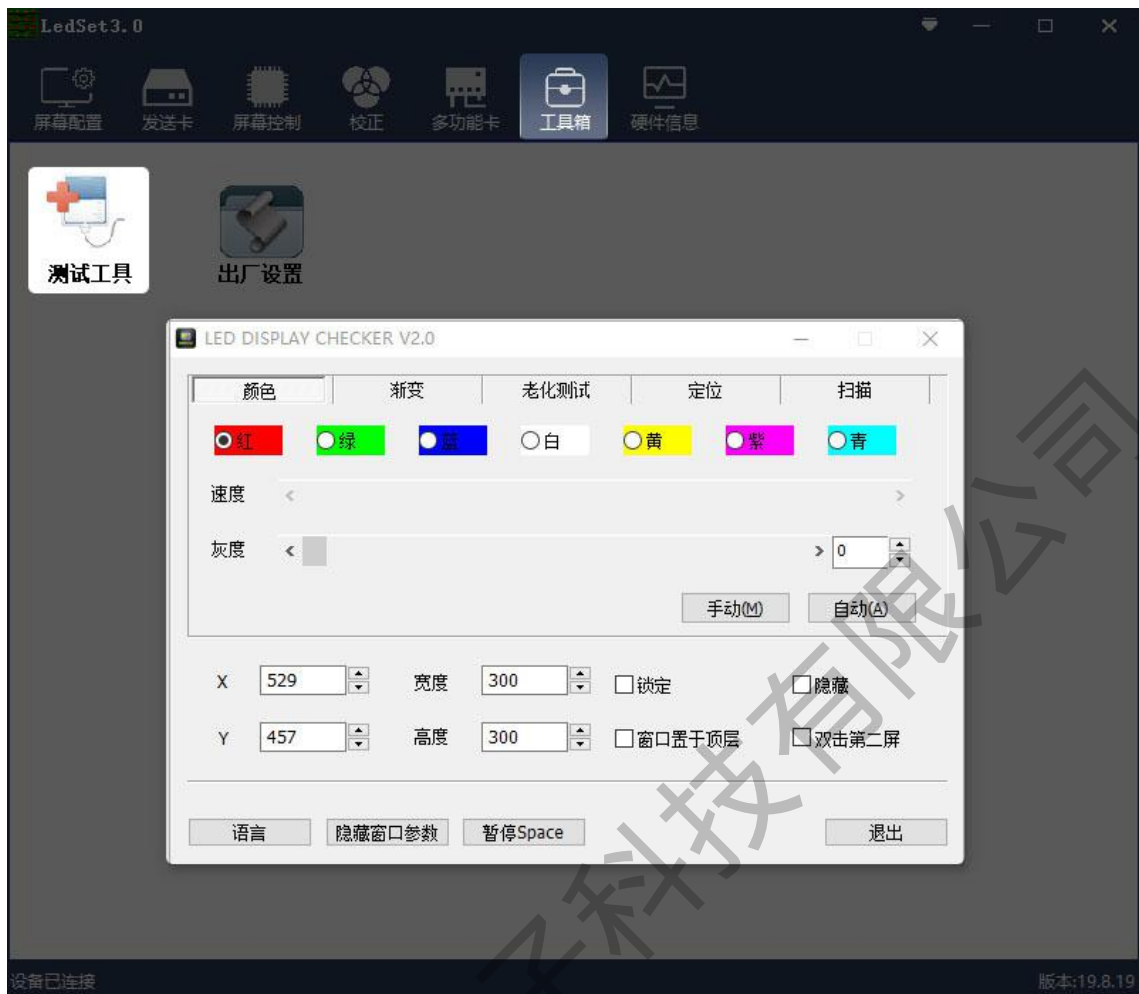 LedSet3.0
屏幕配置 发送卡 屏幕控制 校正 多功能卡 工具箱 硬件信息
测试工具 出厂设置
LED DISPLAY CHECKER V2.0
颜色 渐变 老化测试 定位 扫描
红 绿 蓝 白 黄 紫 青
速度
灰度 0
手动(M) 自动(A)
X 529 宽度 300 锁定 隐藏
Y 457 高度 300 窗口置于顶层 双击第二屏
语言 隐藏窗口参数 暂停Space 退出
设备已连接 版本:19.8.19
子科技有限公司